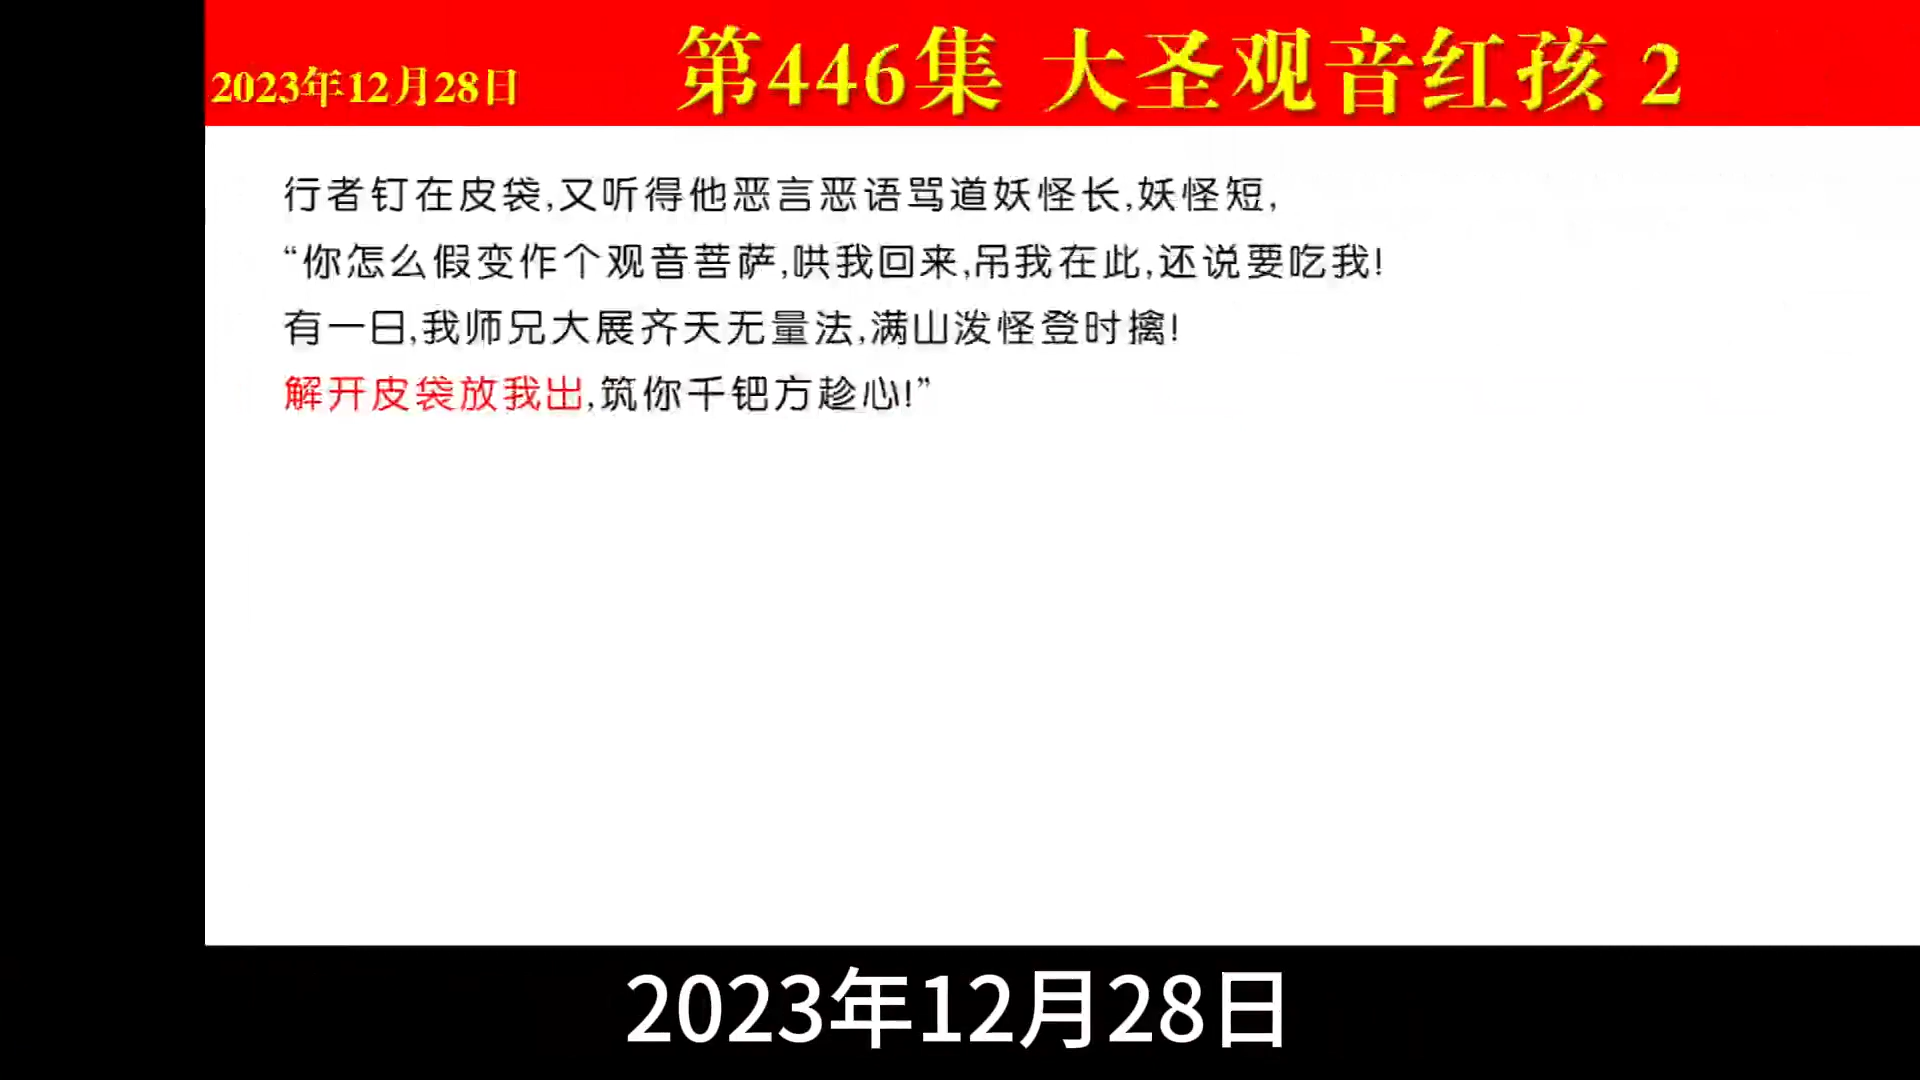 2023年12月28日
第446集 大圣观音红孩 2
行者钉在皮袋,又听得他恶言恶语骂道妖怪长,妖怪短,
“你怎么假变作个观音菩萨,哄我回来,吊我在此,还说要吃我!
有一日,我师兄大展齐天无量法,满山泼怪登时擒!
解开皮袋放我出,筑你千钯方趁心!”
2023年12月28日